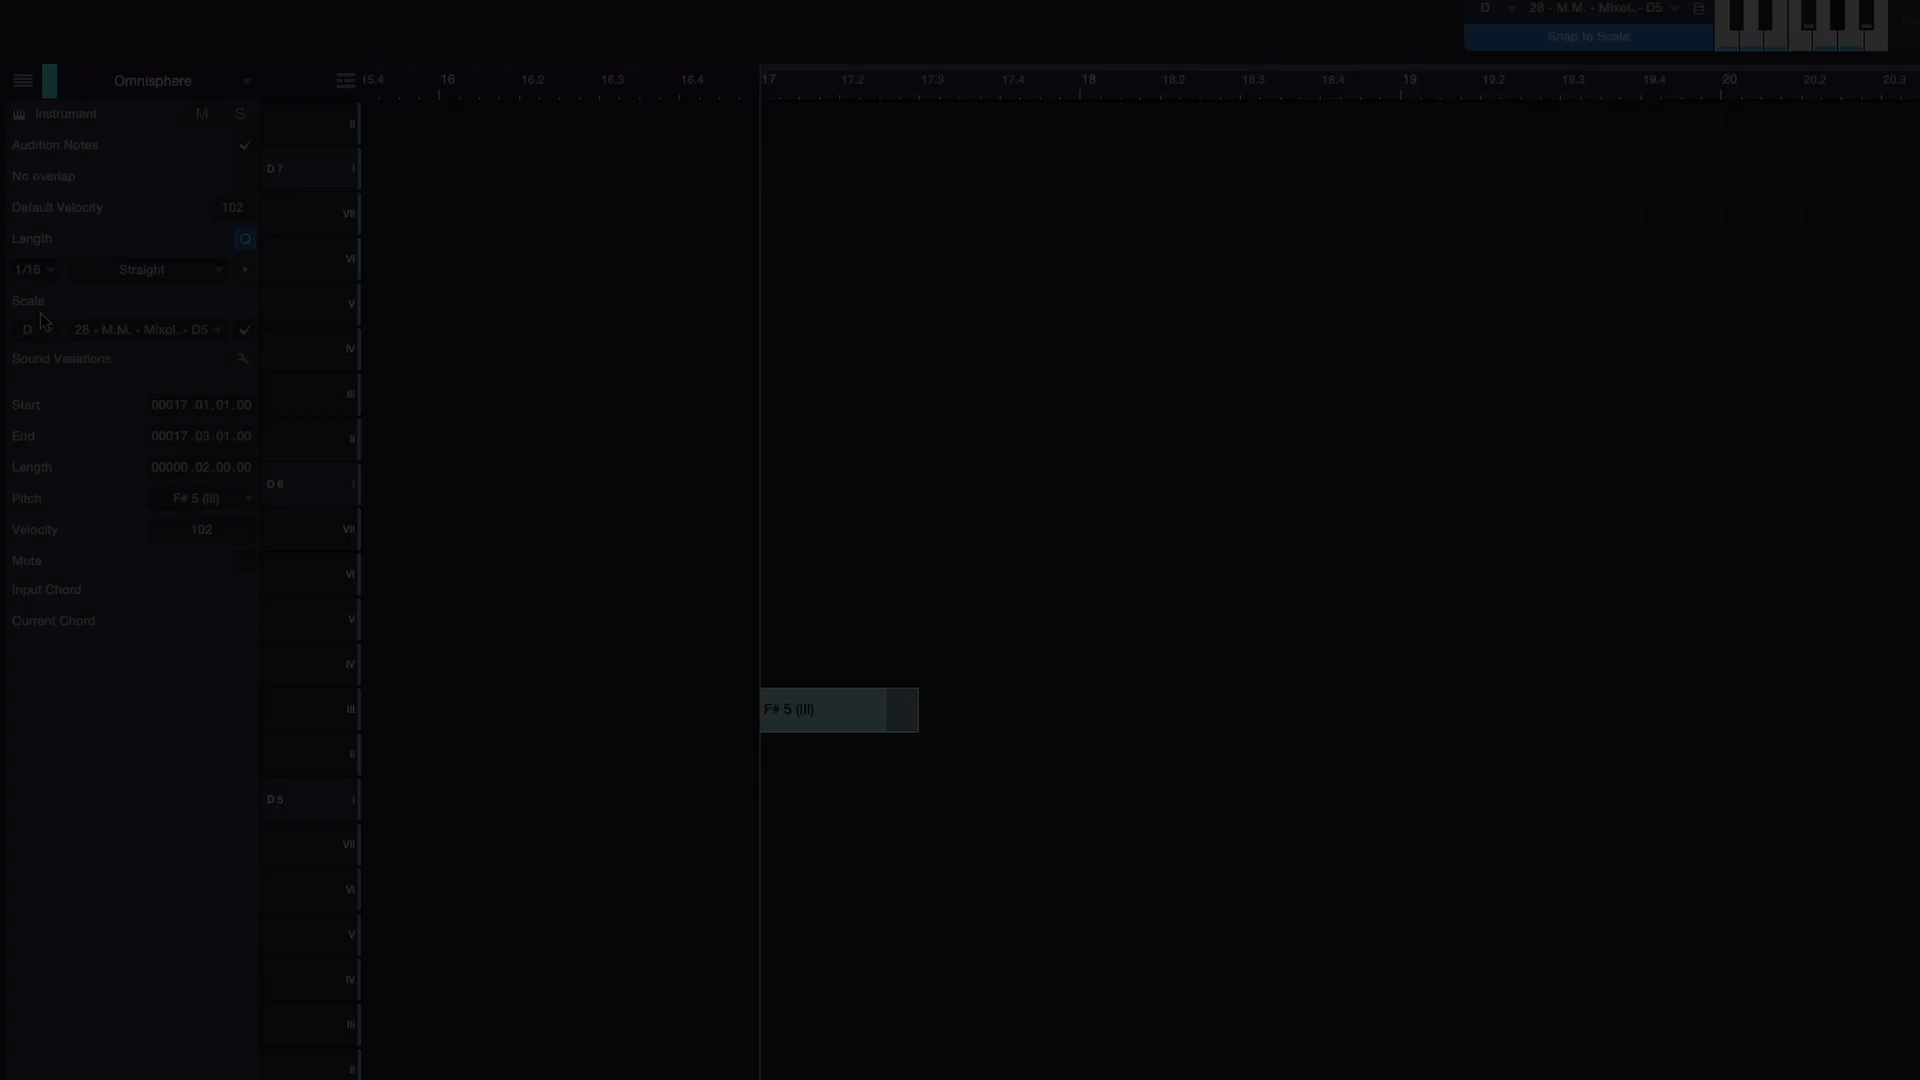 D 28 - M.M. - Mixol..- D5
Snap to Scale
Omnisphere
15.4 16 16.2 16.3 16.4 17 17.2 17.3 17.4 18 18.2 18.3 18.4 19 19.2 19.3 19.4 20 20.2 20.3
Instrument M S
Audition Notes
No overlap
Default Velocity 102
Length Q
1/16 Straight
Scale
D 28 - M.M. - Mixol..- D5
Sound Variations
Start 00017.01.01.00
End 00017.03.01.00
Length 00000.02.00.00
Pitch F# 5 (III)
Velocity 102
Mute
Input Chord
Current Chord
II
D 7 I
VII
VI
V
IV
III
II
D 6 I
VII
VI
V
IV
III
F# 5 (III)
II
D 5 I
VII
VI
V
IV
III
II